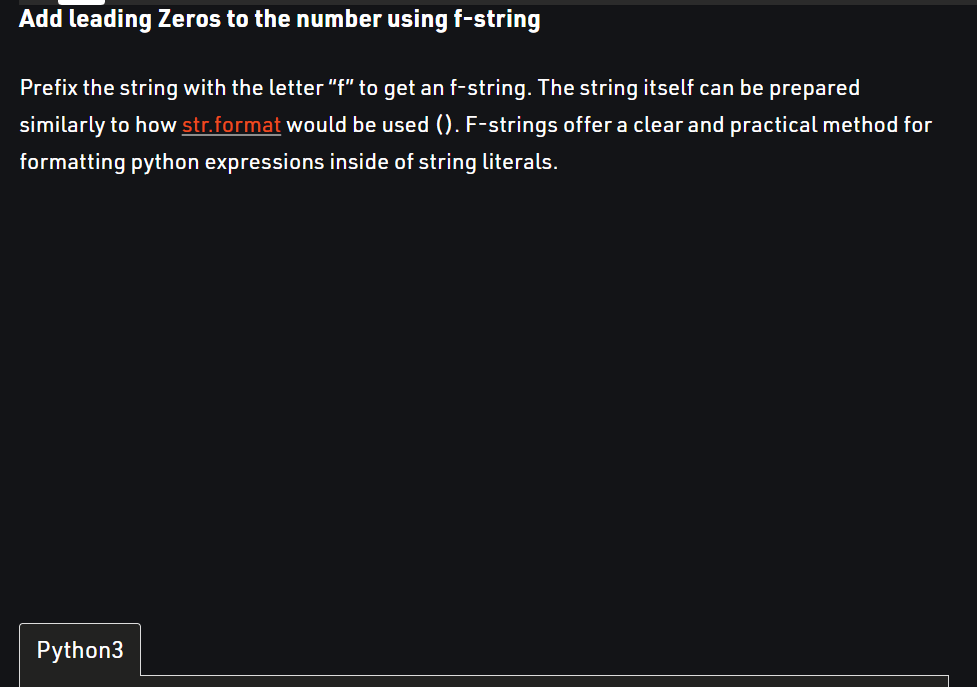 Add leading Zeros to the number using f-string
Prefix the string with the letter “f” to get an f-string. The string itself can be prepared
similarly to how str.format would be used (). F-strings offer a clear and practical method for
formatting python expressions inside of string literals.
Python3